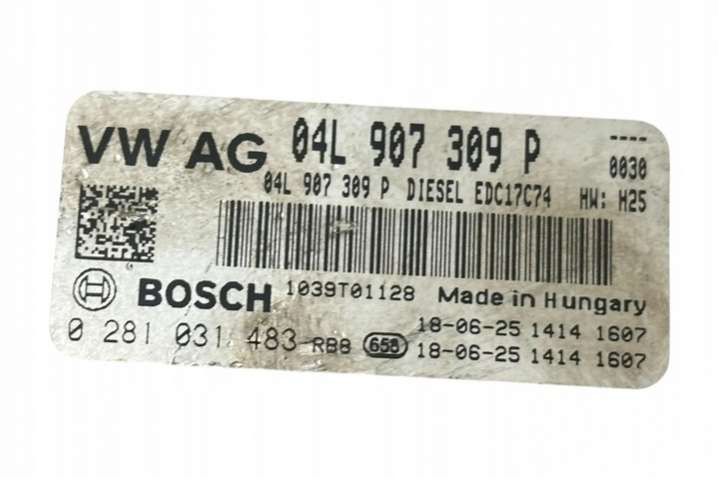 VW AG 04L 907 309 P ----
0030
04L 907 309 P DIESEL EDC17C74 HW: H25
BOSCH 1039T01128 Made in Hungary
0 281 031 483 RB8 658 18-06-25 1414 1607
18-06-25 1414 1607